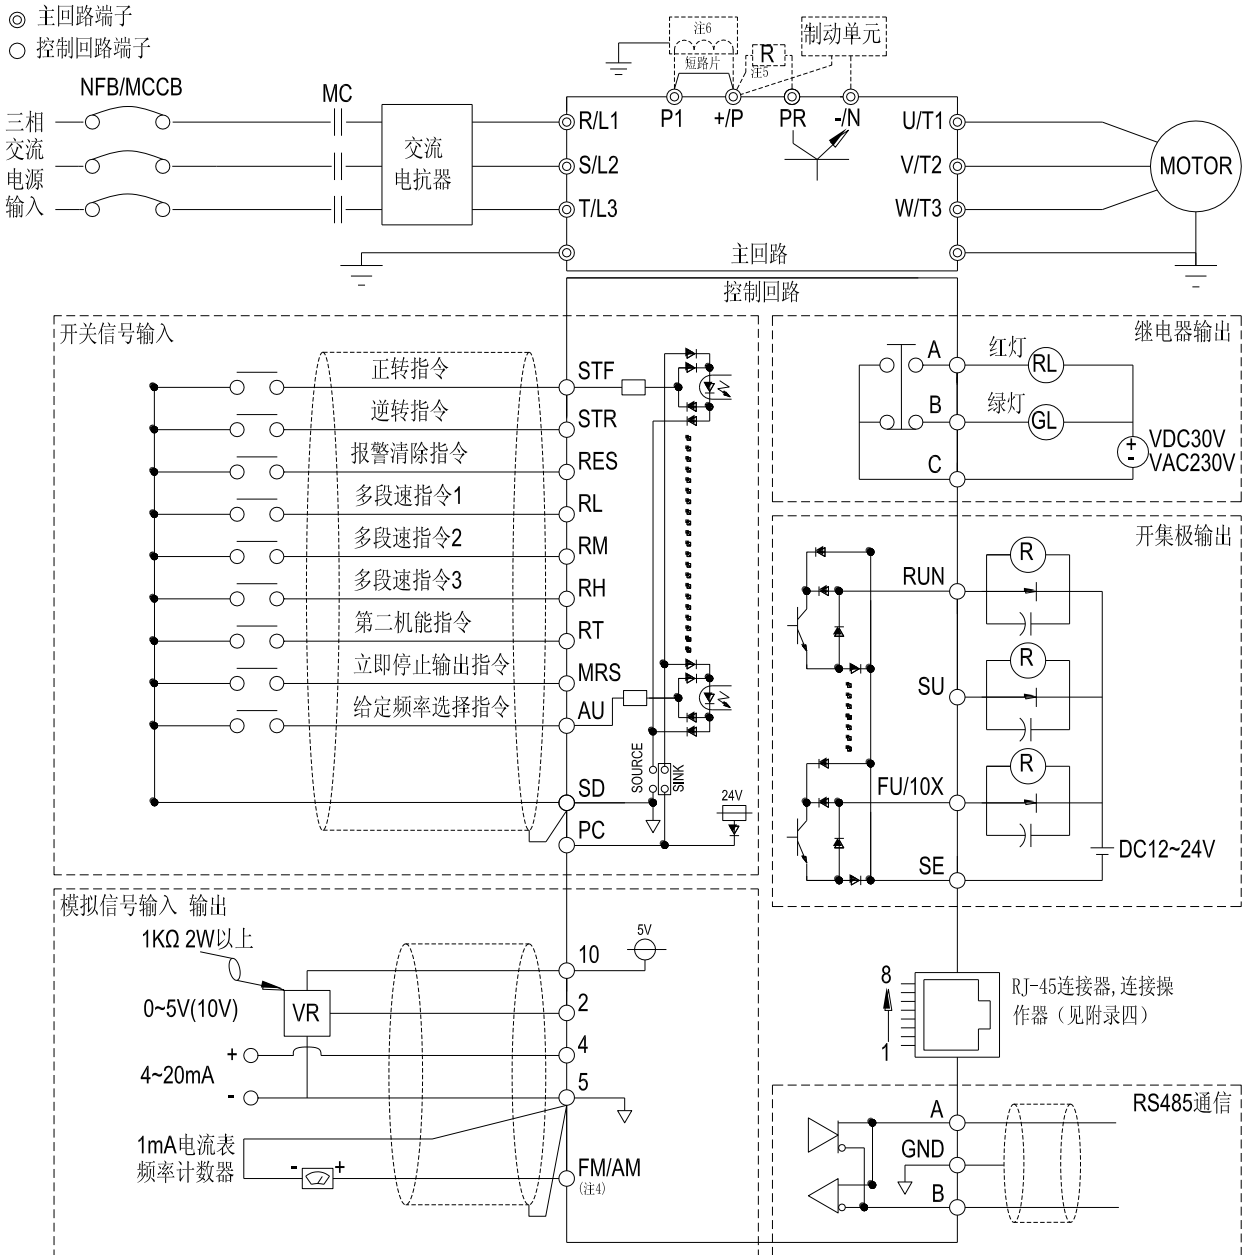 主回路端子
控制回路端子
NFB/MCCB
MC
三相
交流
电源
输入
交流
电抗器
注6
短路片
R
注5
制动单元
P1
+/P
PR
-/N
R/L1
S/L2
T/L3
U/T1
V/T2
W/T3
MOTOR
主回路
控制回路
开关信号输入
正转指令
STF
逆转指令
STR
报警清除指令
RES
多段速指令1
RL
多段速指令2
RM
多段速指令3
RH
第二机能指令
RT
立即停止输出指令
MRS
给定频率选择指令
AU
SOURCE
SINK
SD
PC
24V
继电器输出
A
红灯
RL
B
绿灯
GL
C
+
-
VDC30V
VAC230V
开集极输出
RUN
R
SU
R
FU/10X
R
SE
DC12~24V
模拟信号输入 输出
1KΩ 2W以上
0~5V(10V)
VR
10
5V
2
4
5
+
4~20mA
-
1mA电流表
频率计数器
-
+
FM/AM
(注4)
8
1
RJ-45连接器,连接操
作器（见附录四）
RS485通信
A
GND
B